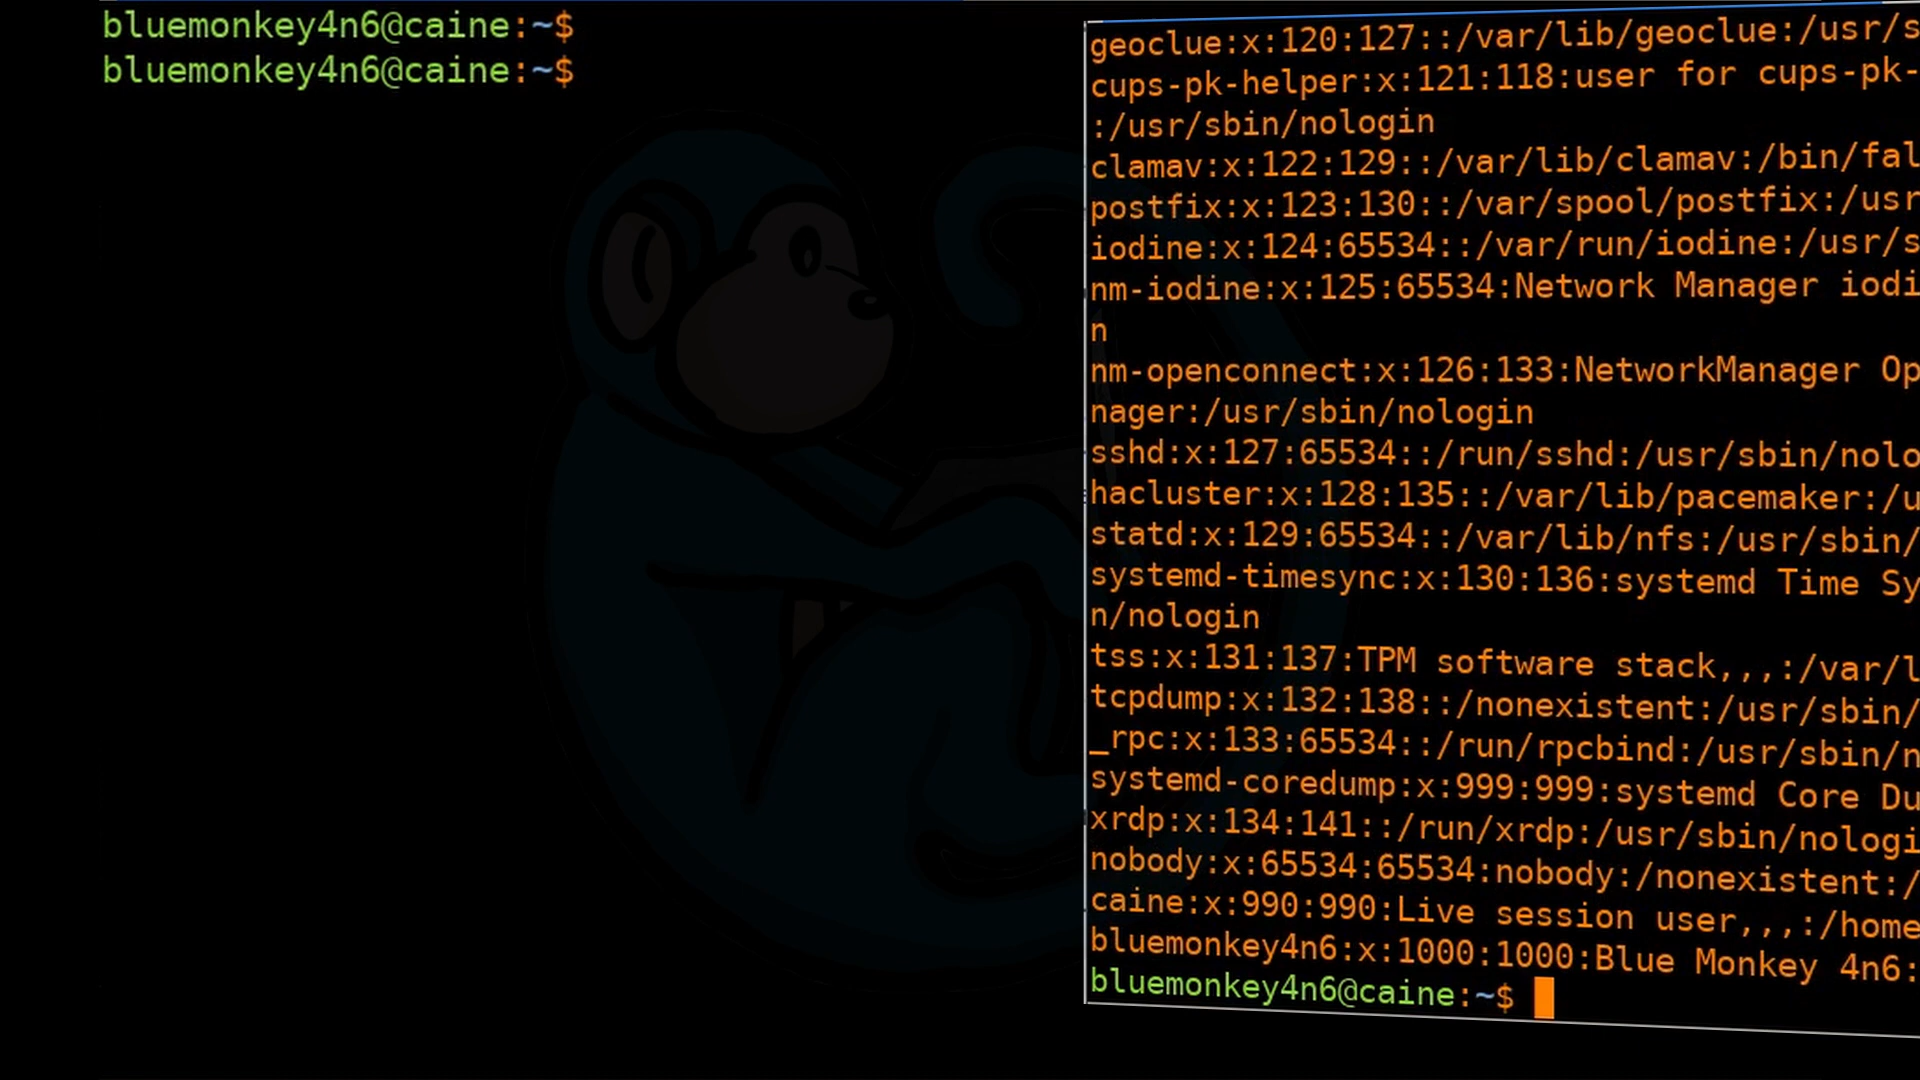 bluemonkey4n6@caine:~$
bluemonkey4n6@caine:~$
geoclue:x:120:127::/var/lib/geoclue:/usr/s
cups-pk-helper:x:121:118:user for cups-pk-
:/usr/sbin/nologin
clamav:x:122:129::/var/lib/clamav:/bin/fal
postfix:x:123:130::/var/spool/postfix:/usr
iodine:x:124:65534::/var/run/iodine:/usr/s
nm-iodine:x:125:65534:Network Manager iodi
n
nm-openconnect:x:126:133:NetworkManager Op
nager:/usr/sbin/nologin
sshd:x:127:65534::/run/sshd:/usr/sbin/nolo
hacluster:x:128:135::/var/lib/pacemaker:/u
statd:x:129:65534::/var/lib/nfs:/usr/sbin/
systemd-timesync:x:130:136:systemd Time Sy
n/nologin
tss:x:131:137:TPM software stack,,,:/var/l
tcpdump:x:132:138::/nonexistent:/usr/sbin/
_rpc:x:133:65534::/run/rpcbind:/usr/sbin/n
systemd-coredump:x:999:999:systemd Core Du
xrdp:x:134:141::/run/xrdp:/usr/sbin/nologi
nobody:x:65534:65534:nobody:/nonexistent:/
caine:x:990:990:Live session user,,,:/home
bluemonkey4n6:x:1000:1000:Blue Monkey 4n6:
bluemonkey4n6@caine:~$